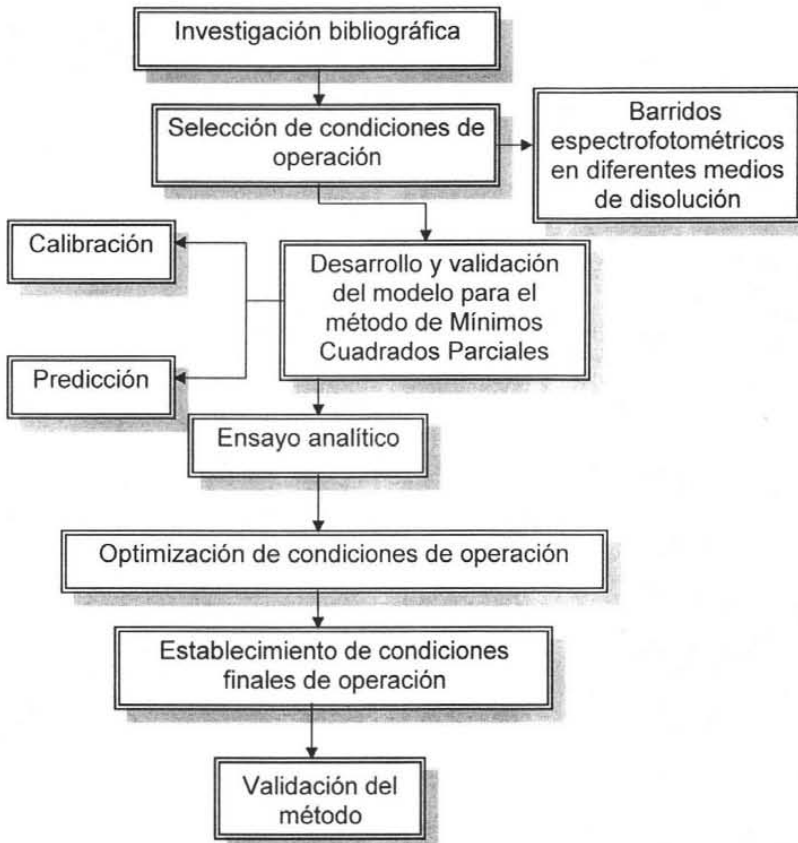 Investigación bibliográfica
Selección de condiciones de
operación
Barridos
espectrofotométricos
en diferentes medios
de disolución
Calibración
Desarrollo y validación
del modelo para el
método de Mínimos
Cuadrados Parciales
Predicción
Ensayo analítico
Optimización de condiciones de operación
Establecimiento de condiciones
finales de operación
Validación del
método